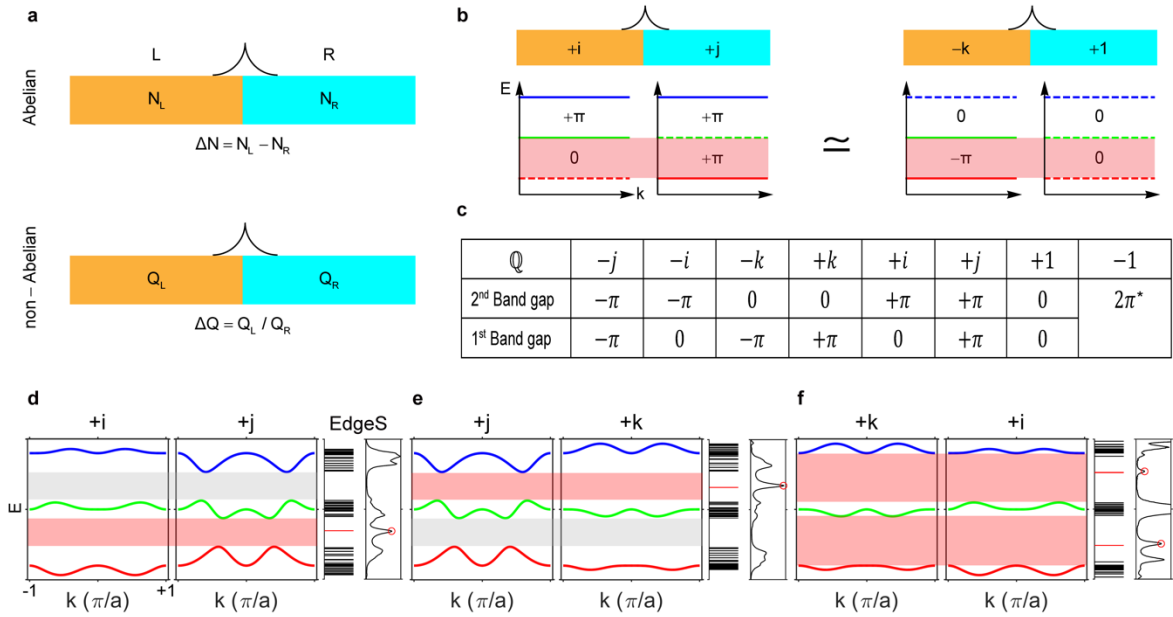 a
L R
Abelian
N_L N_R
ΔN = N_L − N_R
non − Abelian
Q_L Q_R
ΔQ = Q_L / Q_R
b
+i +j
E
+π +π
0 +π
k
≃
−k +1
0 0
−π 0
c
ℚ −j −i −k +k +i +j +1 −1
2nd Band gap −π −π 0 0 +π +π 0 2π*
1st Band gap −π 0 −π +π 0 +π 0
d
+i +j EdgeS
E
-1 +1
k (π/a) k (π/a)
e
+j +k
k (π/a) k (π/a)
f
+k +i
k (π/a) k (π/a)